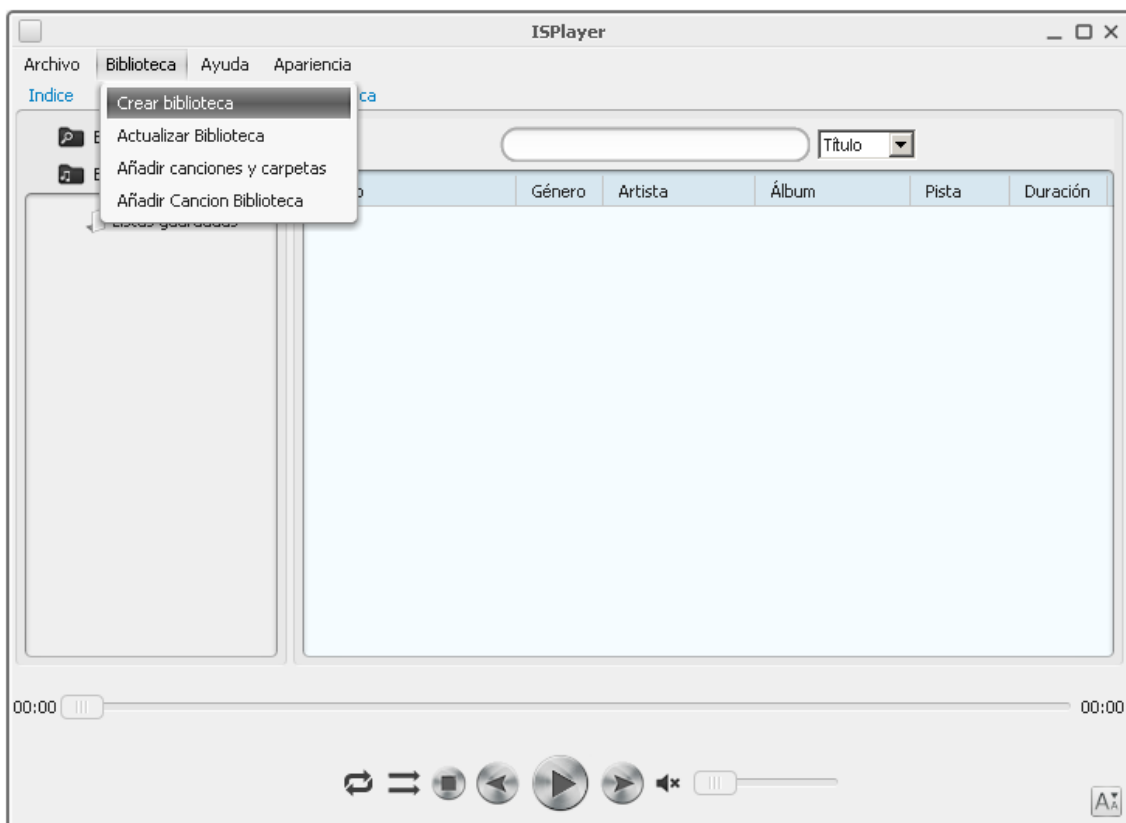 ISPlayer
Archivo Biblioteca Ayuda Apariencia
Indice
Crear biblioteca
Actualizar Biblioteca
Título
Añadir canciones y carpetas
Género Artista Álbum Pista Duración
Añadir Cancion Biblioteca
00:00 00:00